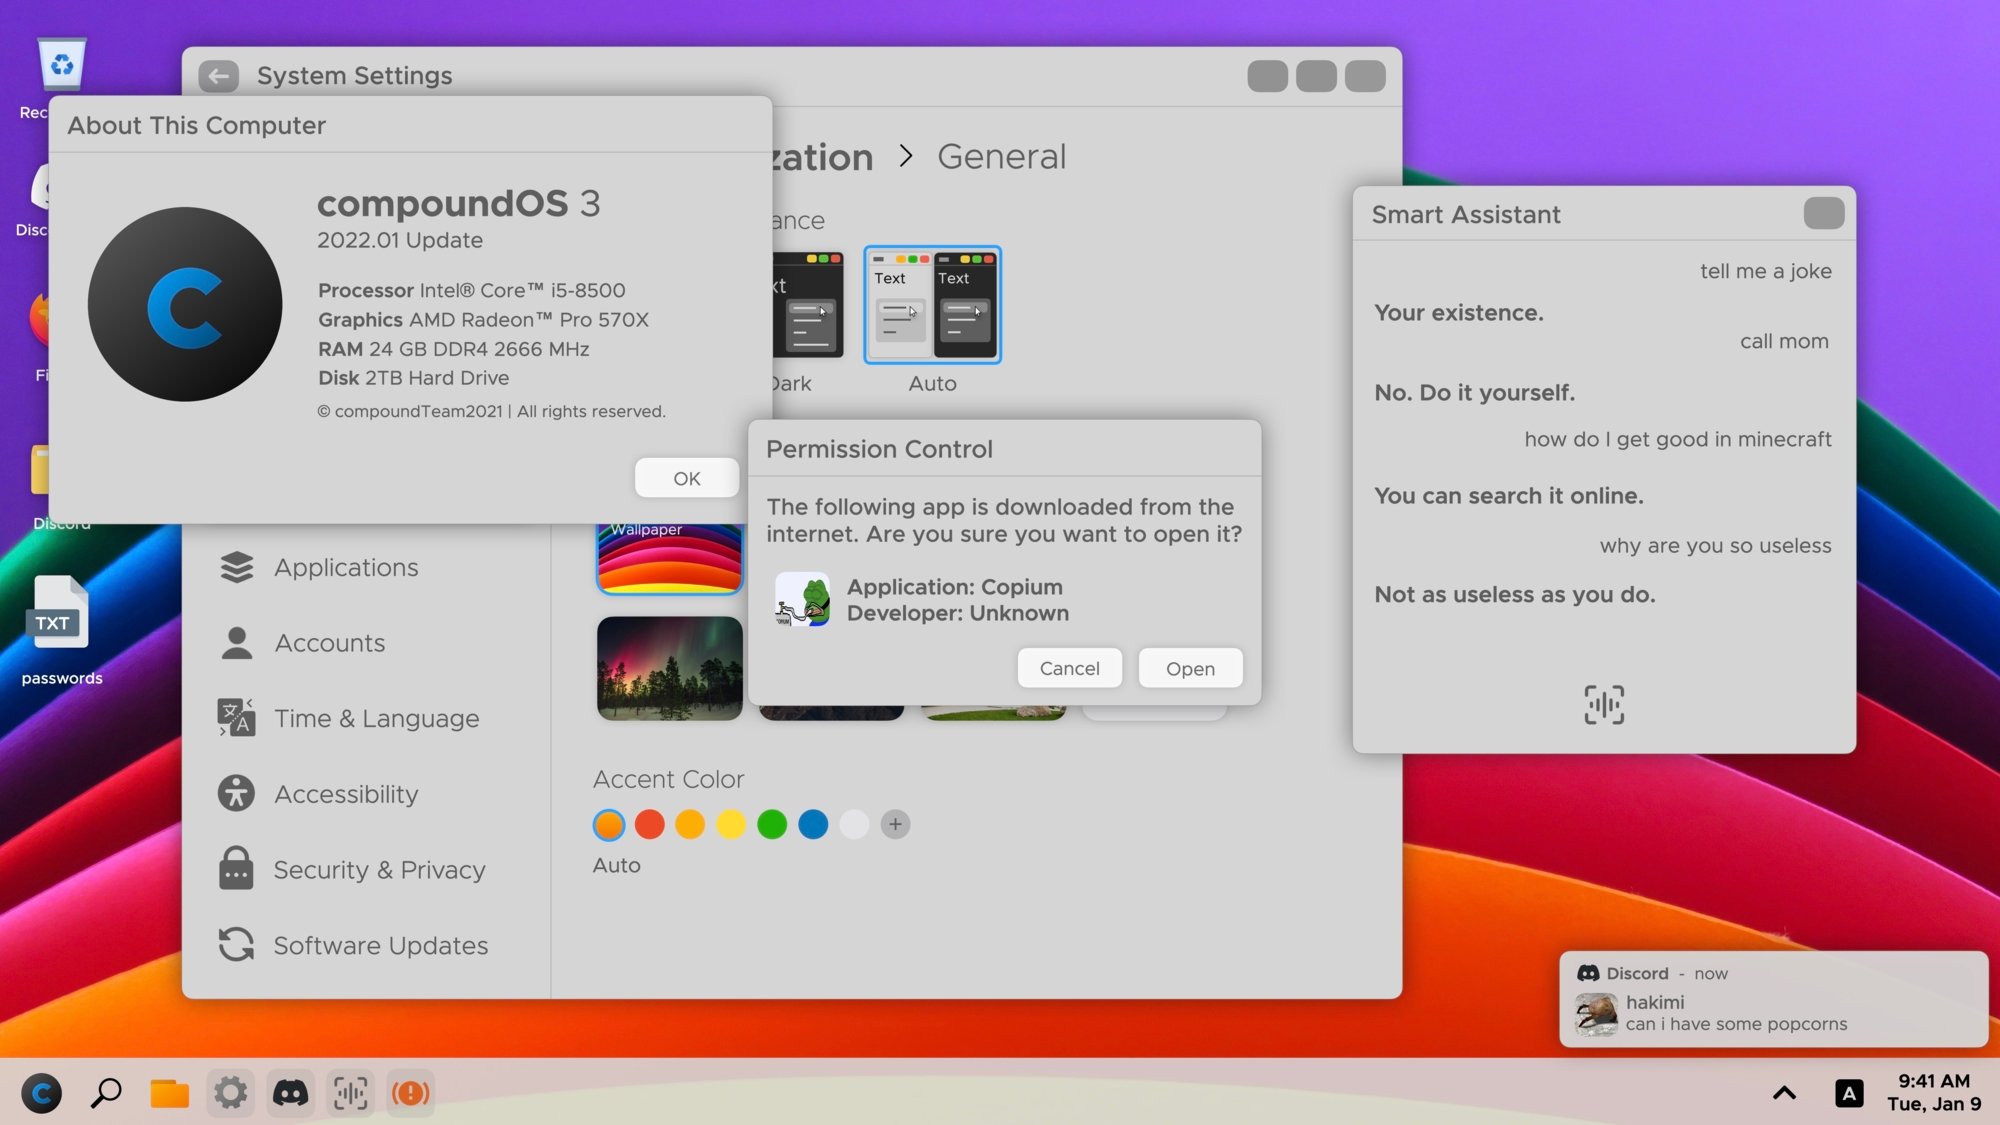 System Settings
Rec
About This Computer
compoundOS 3
2022.01 Update
Processor Intel® Core™ i5-8500
Graphics AMD Radeon™ Pro 570X
RAM 24 GB DDR4 2666 MHz
Disk 2TB Hard Drive
© compoundTeam2021 | All rights reserved.
OK
zation > General
ance
xt
Text
Text
Dark
Auto
Disc
Fi
Discord
TXT
passwords
Wallpaper
Applications
Accounts
Time & Language
Accessibility
Security & Privacy
Software Updates
Accent Color
Auto
Permission Control
The following app is downloaded from the
internet. Are you sure you want to open it?
Application: Copium
Developer: Unknown
Cancel
Open
Smart Assistant
tell me a joke
Your existence.
call mom
No. Do it yourself.
how do I get good in minecraft
You can search it online.
why are you so useless
Not as useless as you do.
Discord - now
hakimi
can i have some popcorns
A
9:41 AM
Tue, Jan 9